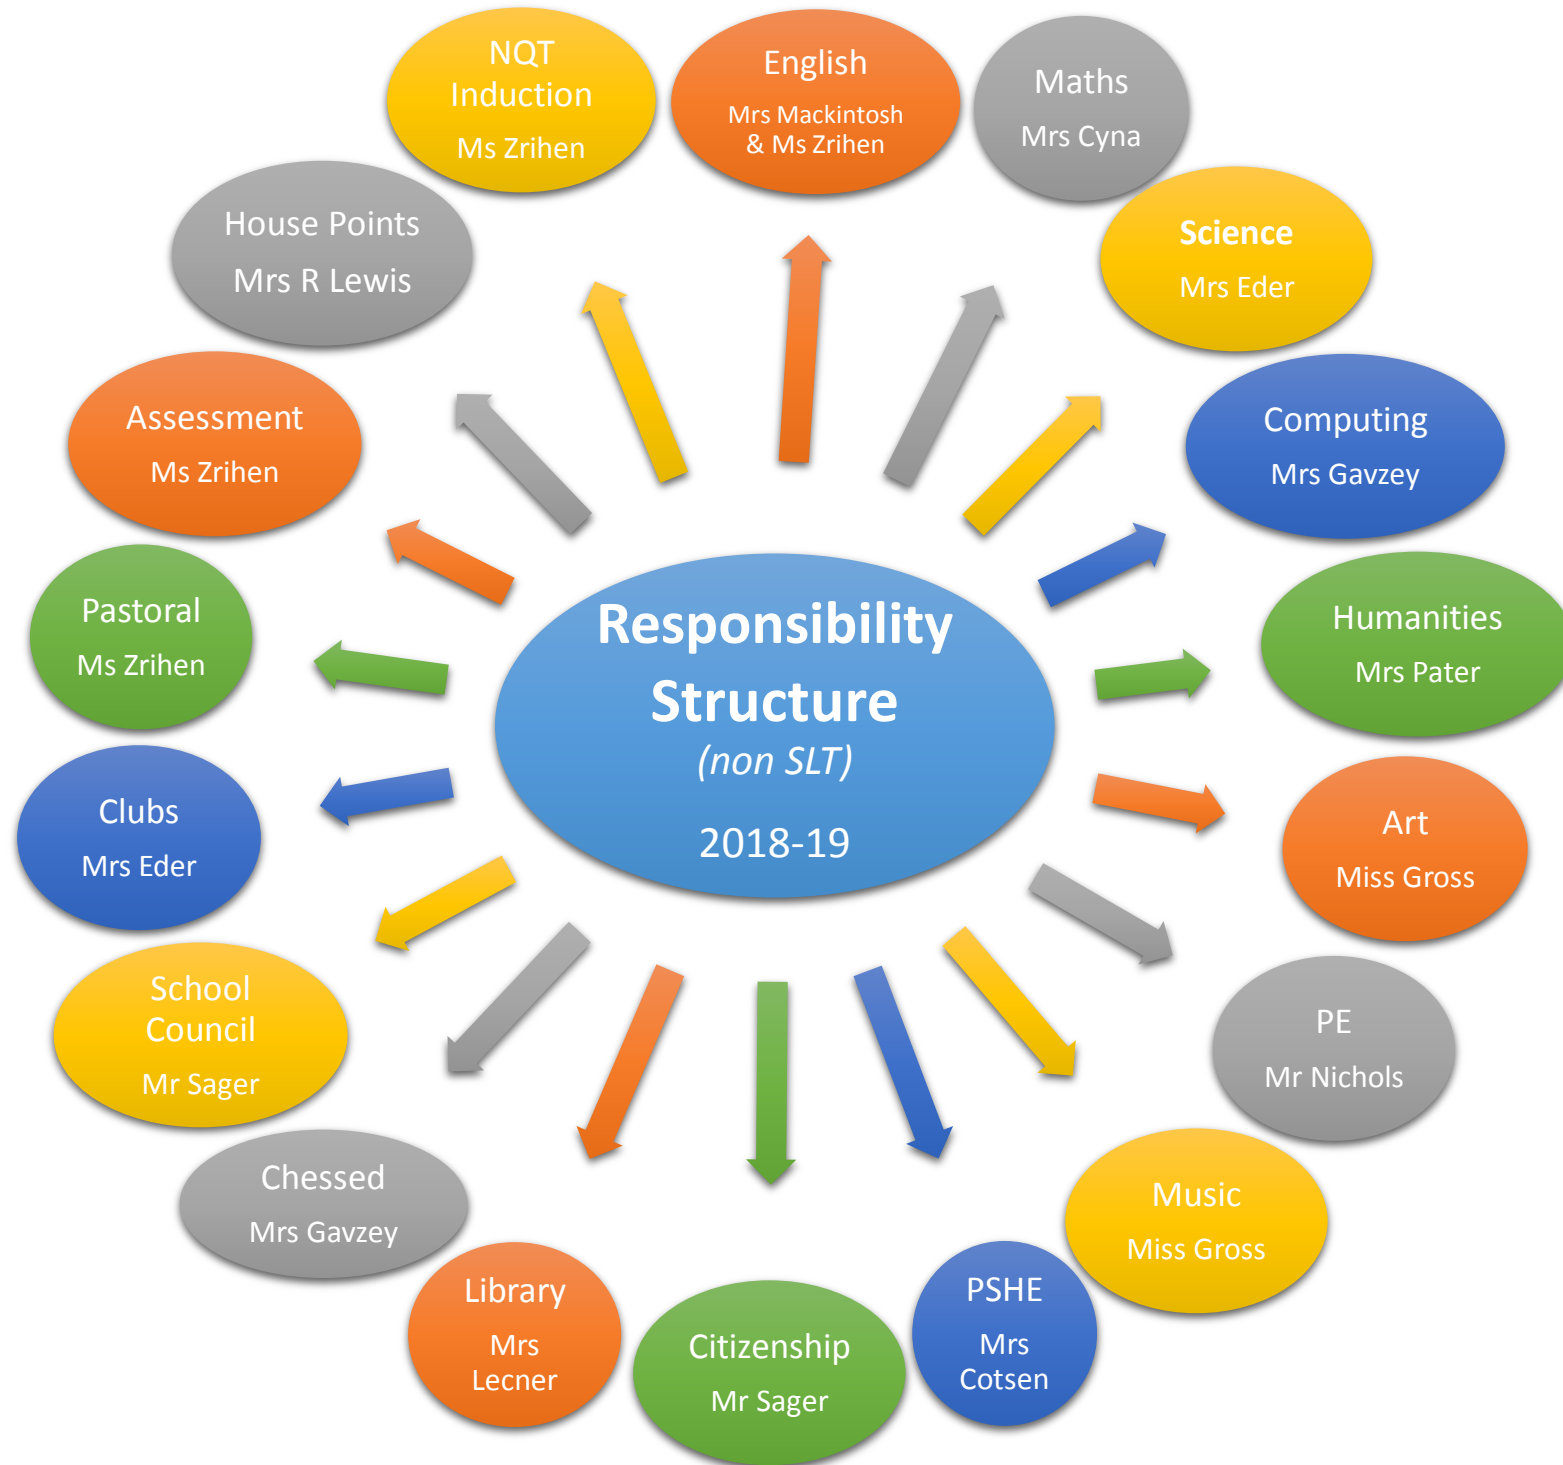 Responsibility
Structure
(non SLT)
2018-19
English
Mrs Mackintosh
& Ms Zrihen
Maths
Mrs Cyna
Science
Mrs Eder
Computing
Mrs Gavzey
Humanities
Mrs Pater
Art
Miss Gross
PE
Mr Nichols
Music
Miss Gross
PSHE
Mrs
Cotsen
Citizenship
Mr Sager
Library
Mrs
Lecner
Chessed
Mrs Gavzey
School
Council
Mr Sager
Clubs
Mrs Eder
Pastoral
Ms Zrihen
Assessment
Ms Zrihen
House Points
Mrs R Lewis
NQT
Induction
Ms Zrihen